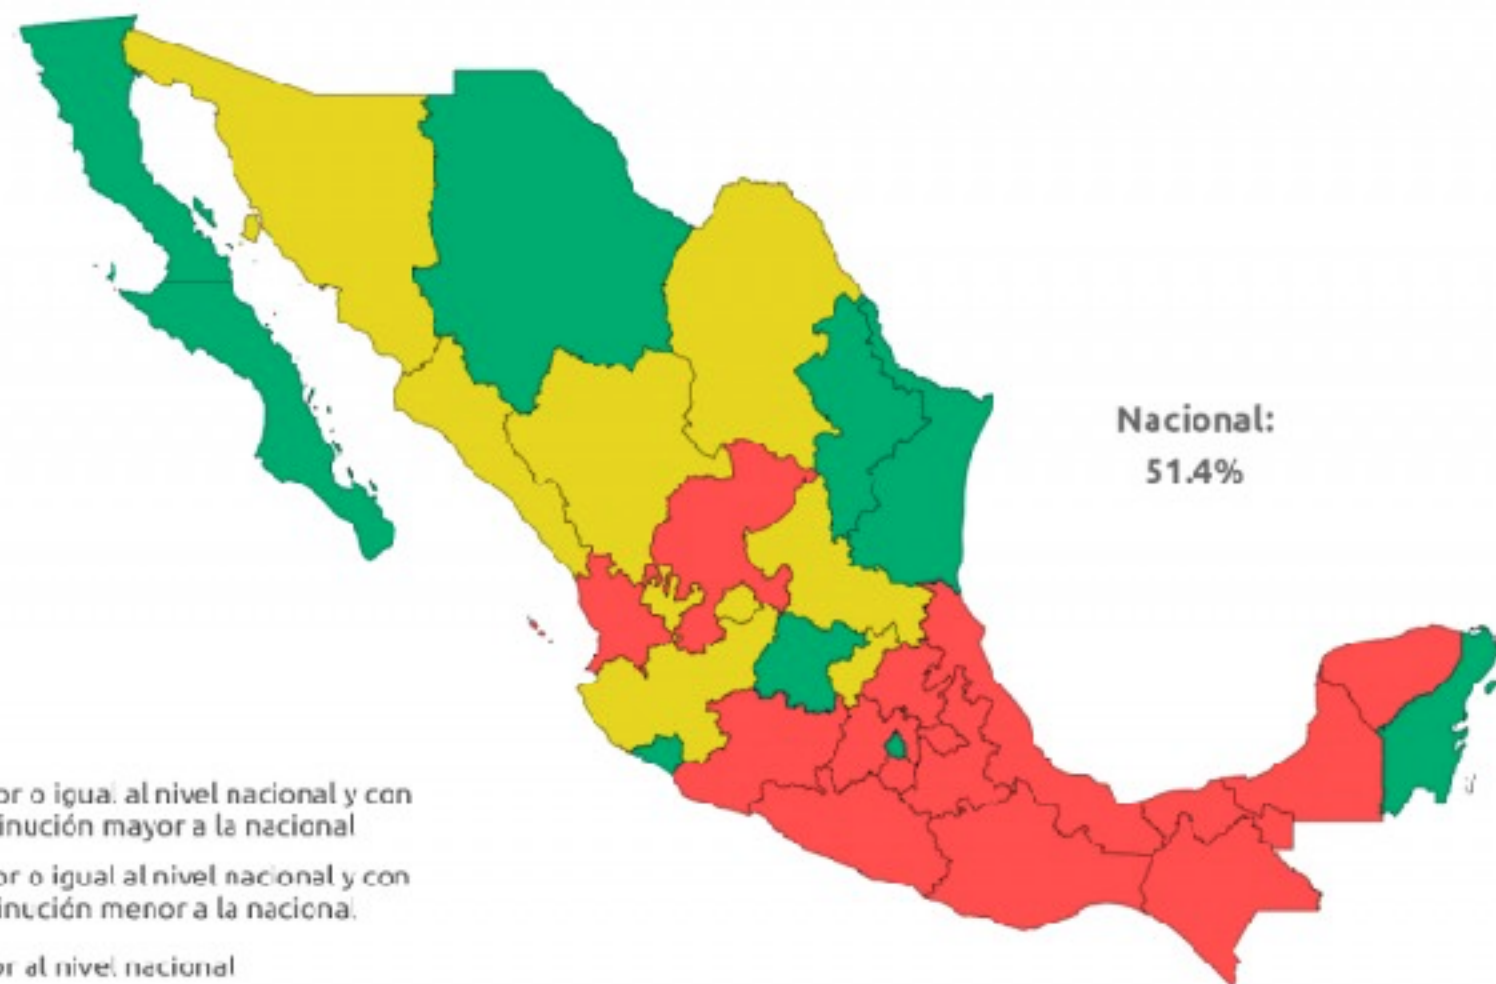 Nacional:
51.4%
or o igual al nivel nacional y con
inución mayor a la nacional
or o igual al nivel nacional y con
inución menor a la nacional.
or al nivel nacional